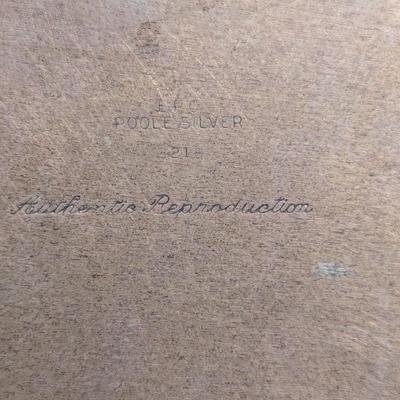 E.P.C.
POOLE SILVER
21
Authentic Reproduction